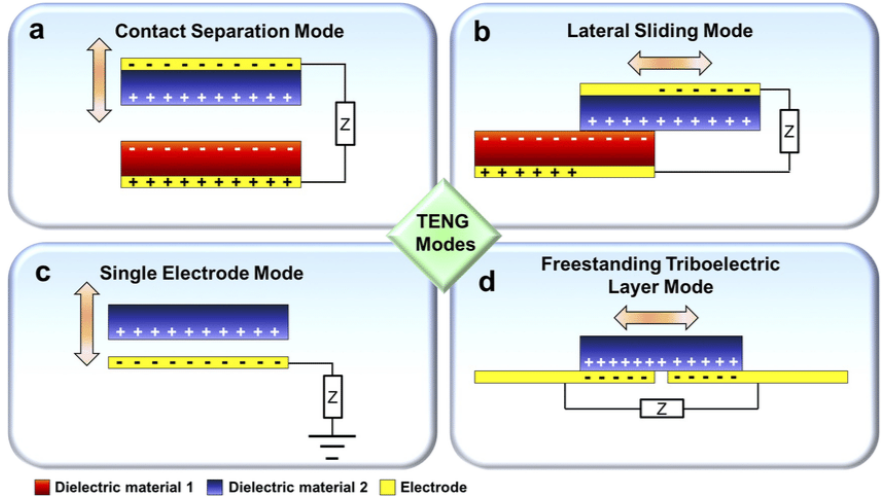 a
Contact Separation Mode
- - - - - - - - -
+ + + + + + + + +
Z
- - - - - - - - -
+ + + + + + + + +
b
Lateral Sliding Mode
- - - - - -
+ + + + + + + + +
Z
- - - - - - - - -
+ + + + + +
TENG
Modes
c
Single Electrode Mode
+ + + + + + + + +
- - - - - - - - -
Z
d
Freestanding Triboelectric
Layer Mode
+ + + + + + + + + + + + +
- - - - - - - - - -
Z
Dielectric material 1
Dielectric material 2
Electrode